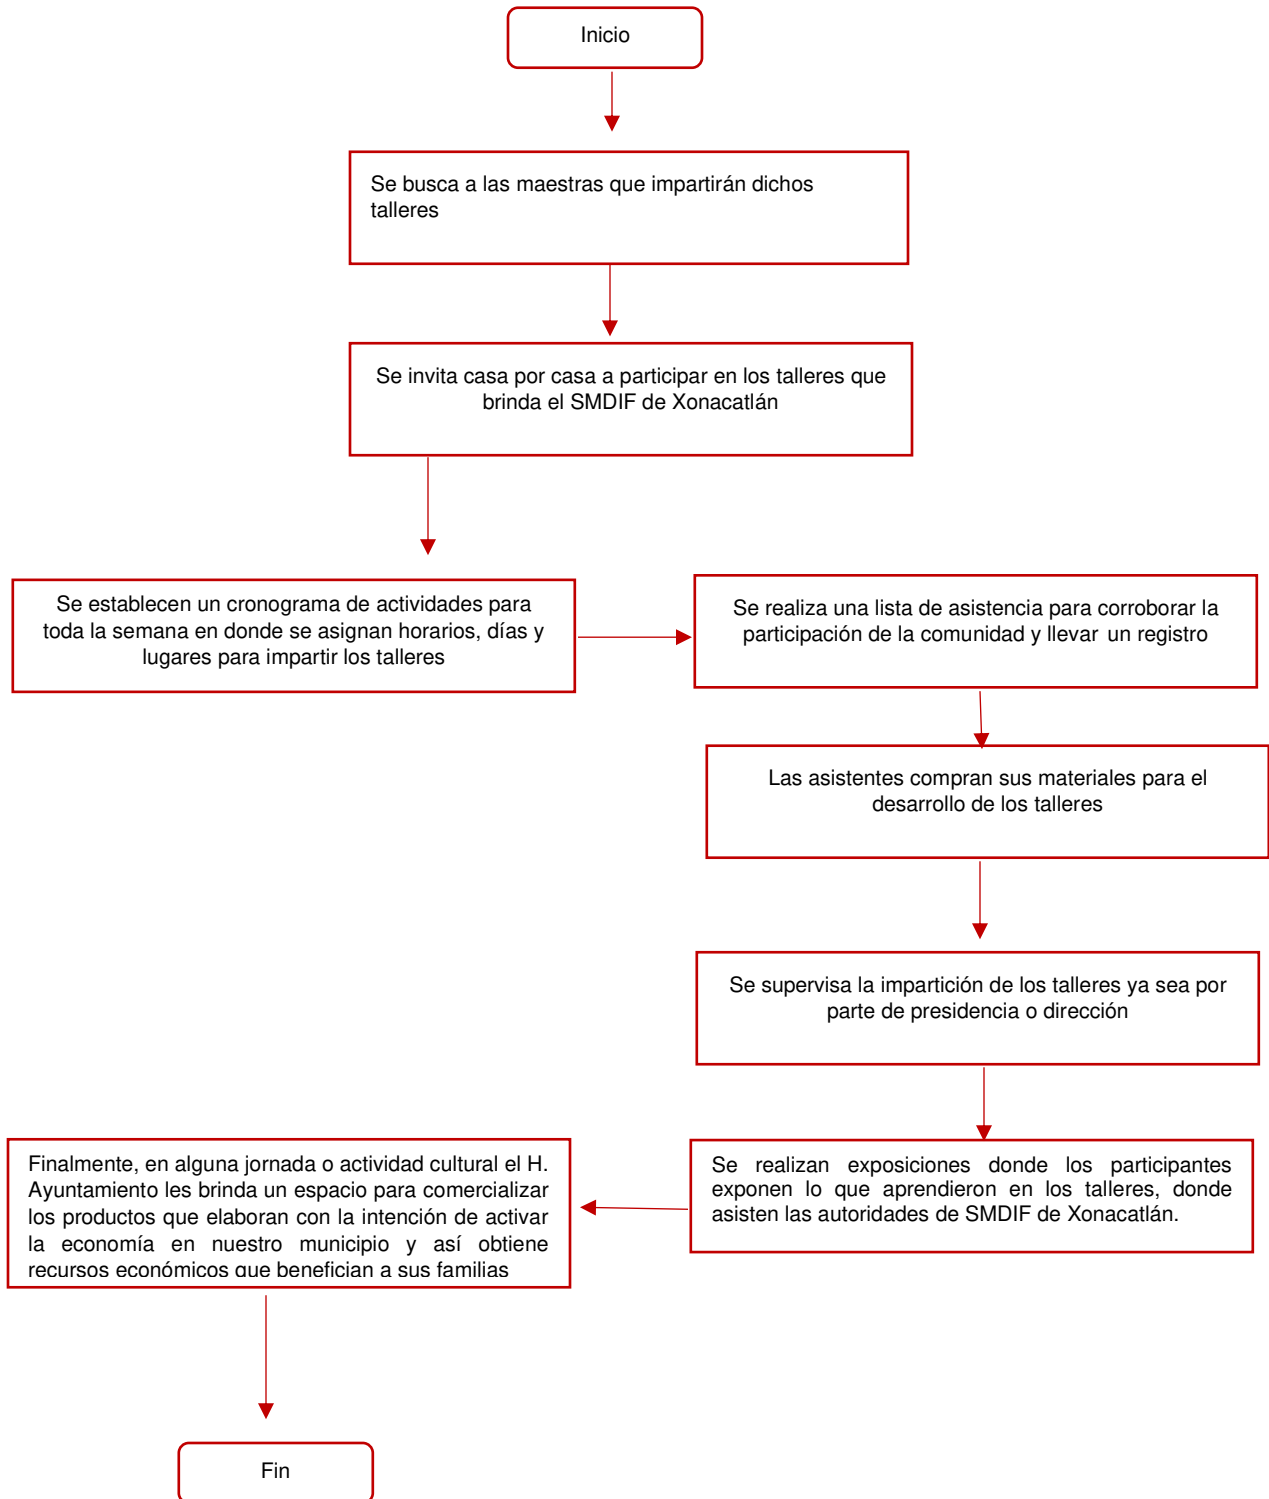 Inicio
Se busca a las maestras que impartirán dichos
talleres
Se invita casa por casa a participar en los talleres que
brinda el SMDIF de Xonacatlán
Se establecen un cronograma de actividades para
toda la semana en donde se asignan horarios, días y
lugares para impartir los talleres
Se realiza una lista de asistencia para corroborar la
participación de la comunidad y llevar un registro
Las asistentes compran sus materiales para el
desarrollo de los talleres
Se supervisa la impartición de los talleres ya sea por
parte de presidencia o dirección
Se realizan exposiciones donde los participantes
exponen lo que aprendieron en los talleres, donde
asisten las autoridades de SMDIF de Xonacatlán.
Finalmente, en alguna jornada o actividad cultural el H.
Ayuntamiento les brinda un espacio para comercializar
los productos que elaboran con la intención de activar
la economía en nuestro municipio y así obtiene
recursos económicos que benefician a sus familias
Fin